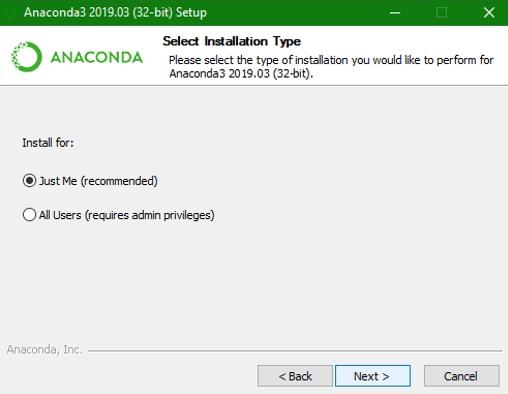 Anaconda3 2019.03 (32-bit) Setup
ANACONDA
Select Installation Type
Please select the type of installation you would like to perform for
Anaconda3 2019.03 (32-bit).
Install for:
Just Me (recommended)
All Users (requires admin privileges)
Anaconda, Inc.
< Back
Next >
Cancel